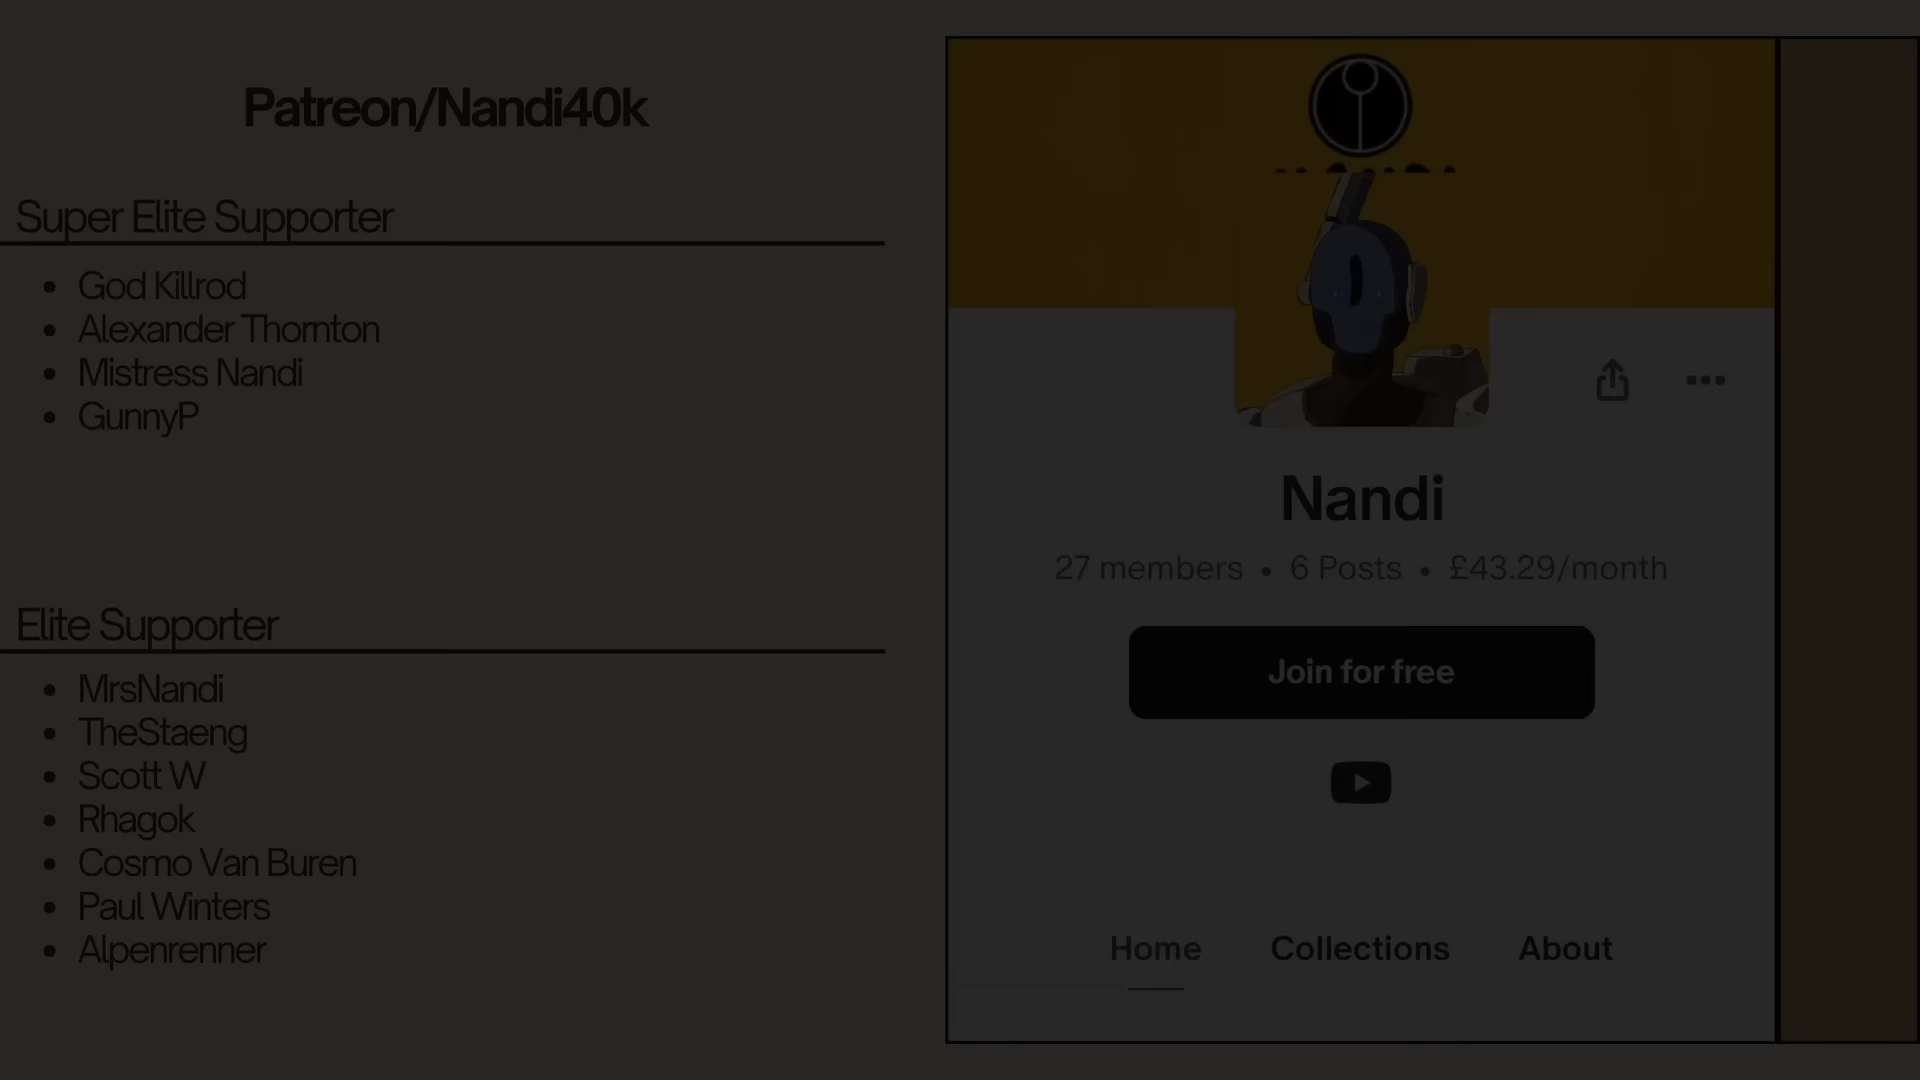 Patreon/Nandi40k
Super Elite Supporter
God Killrod
Alexander Thornton
Mistress Nandi
GunnyP
Elite Supporter
MrsNandi
TheStaeng
Scott W
Rhagok
Cosmo Van Buren
Paul Winters
Alpenrenner
Nandi
27 members • 6 Posts • £43.29/month
Join for free
Home Collections About